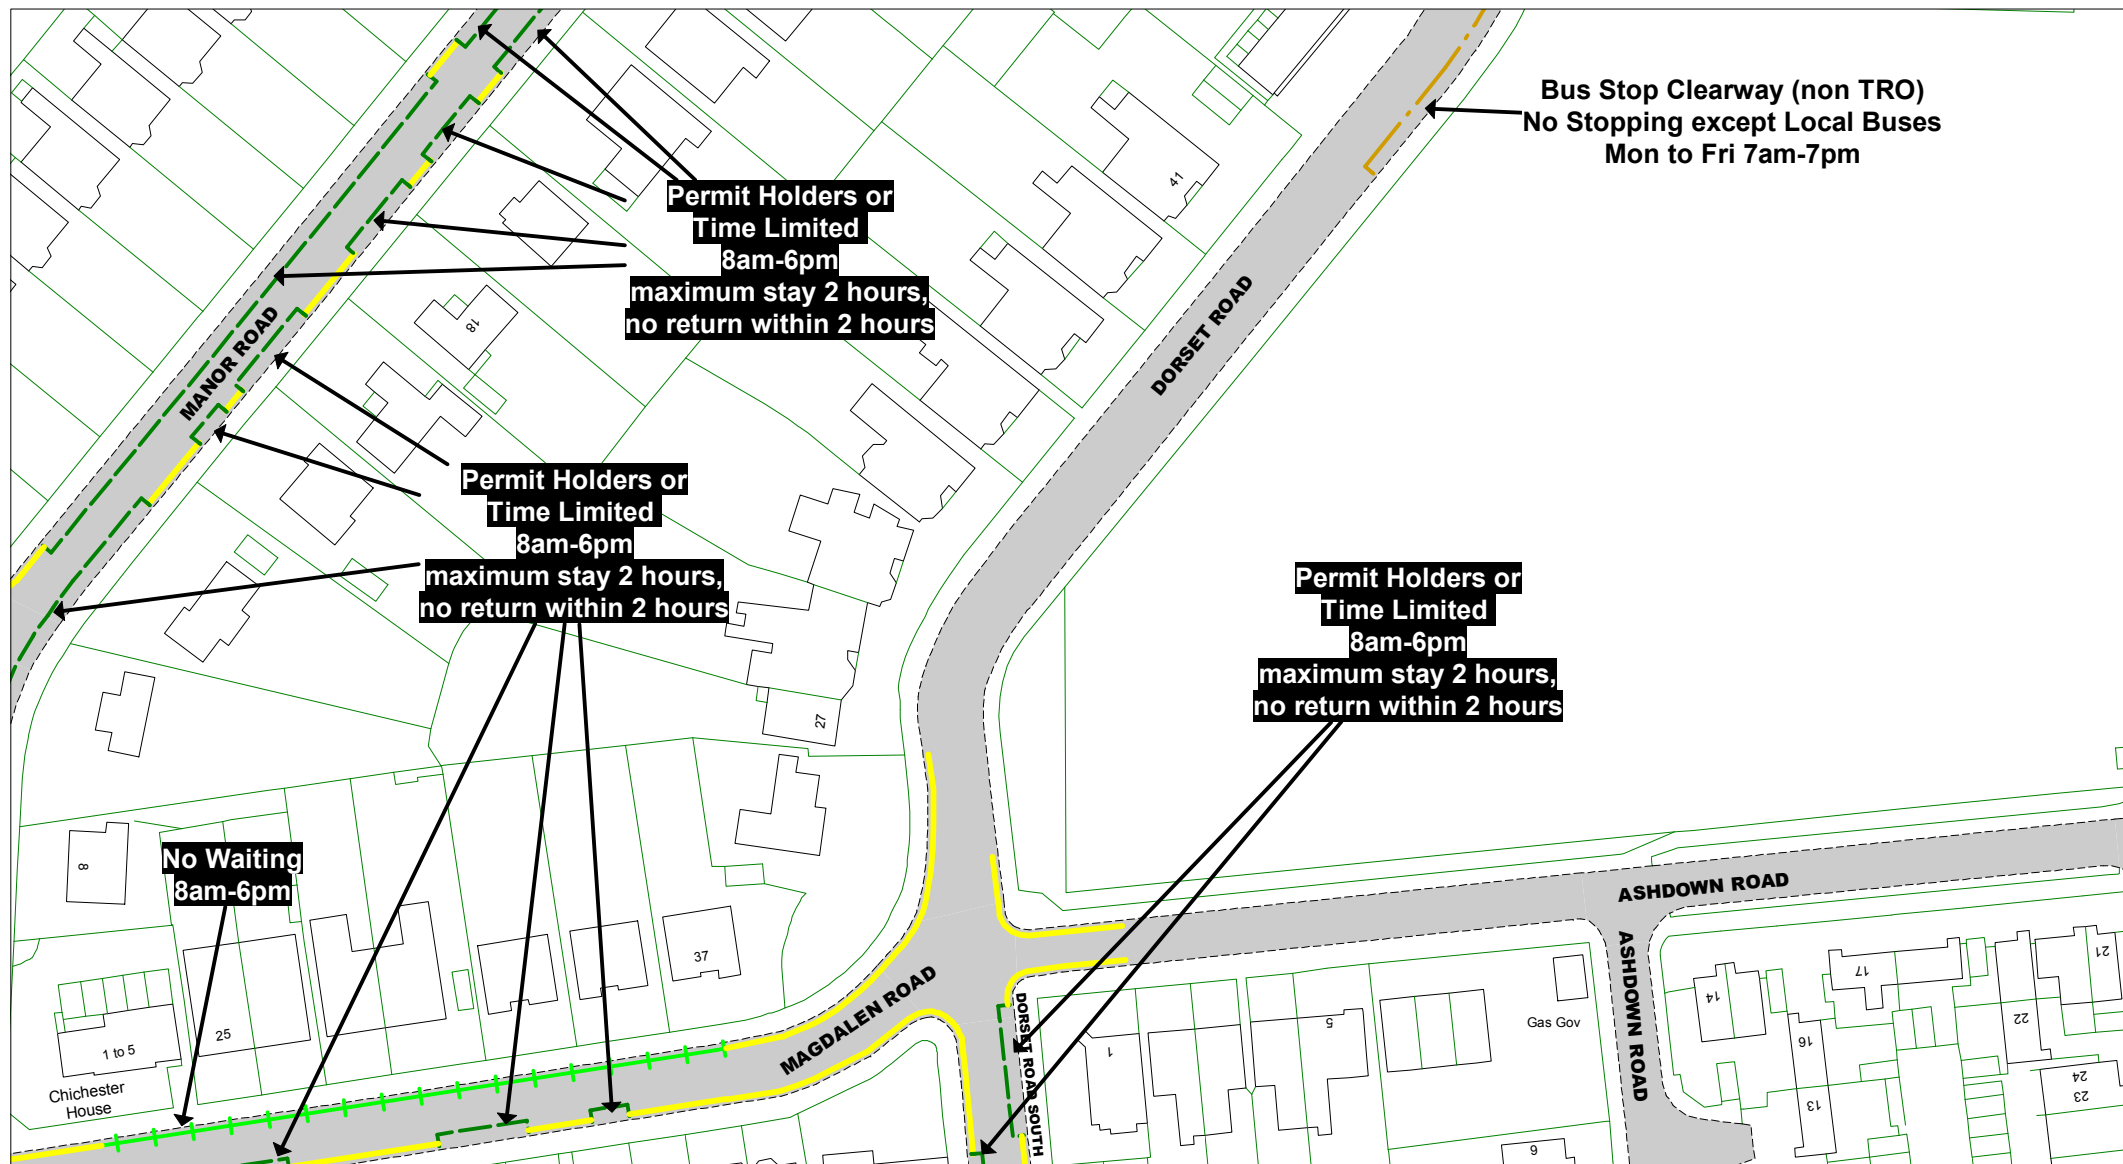 Bus Stop Clearway (non TRO)
No Stopping except Local Buses
Mon to Fri 7am-7pm
41
Permit Holders or
Time Limited
8am-6pm
maximum stay 2 hours,
no return within 2 hours
MANOR ROAD
18
DORSET ROAD
Permit Holders or
Time Limited
8am-6pm
maximum stay 2 hours,
no return within 2 hours
Permit Holders or
Time Limited
8am-6pm
maximum stay 2 hours,
no return within 2 hours
27
No Waiting
8am-6pm
8
37
25
1 to 5
Chichester
House
MAGDALEN ROAD
DORSET ROAD SOUTH
ASHDOWN ROAD
ASHDOWN ROAD
1
5
Gas Gov
14
17
21
16
22
13
24
23
9